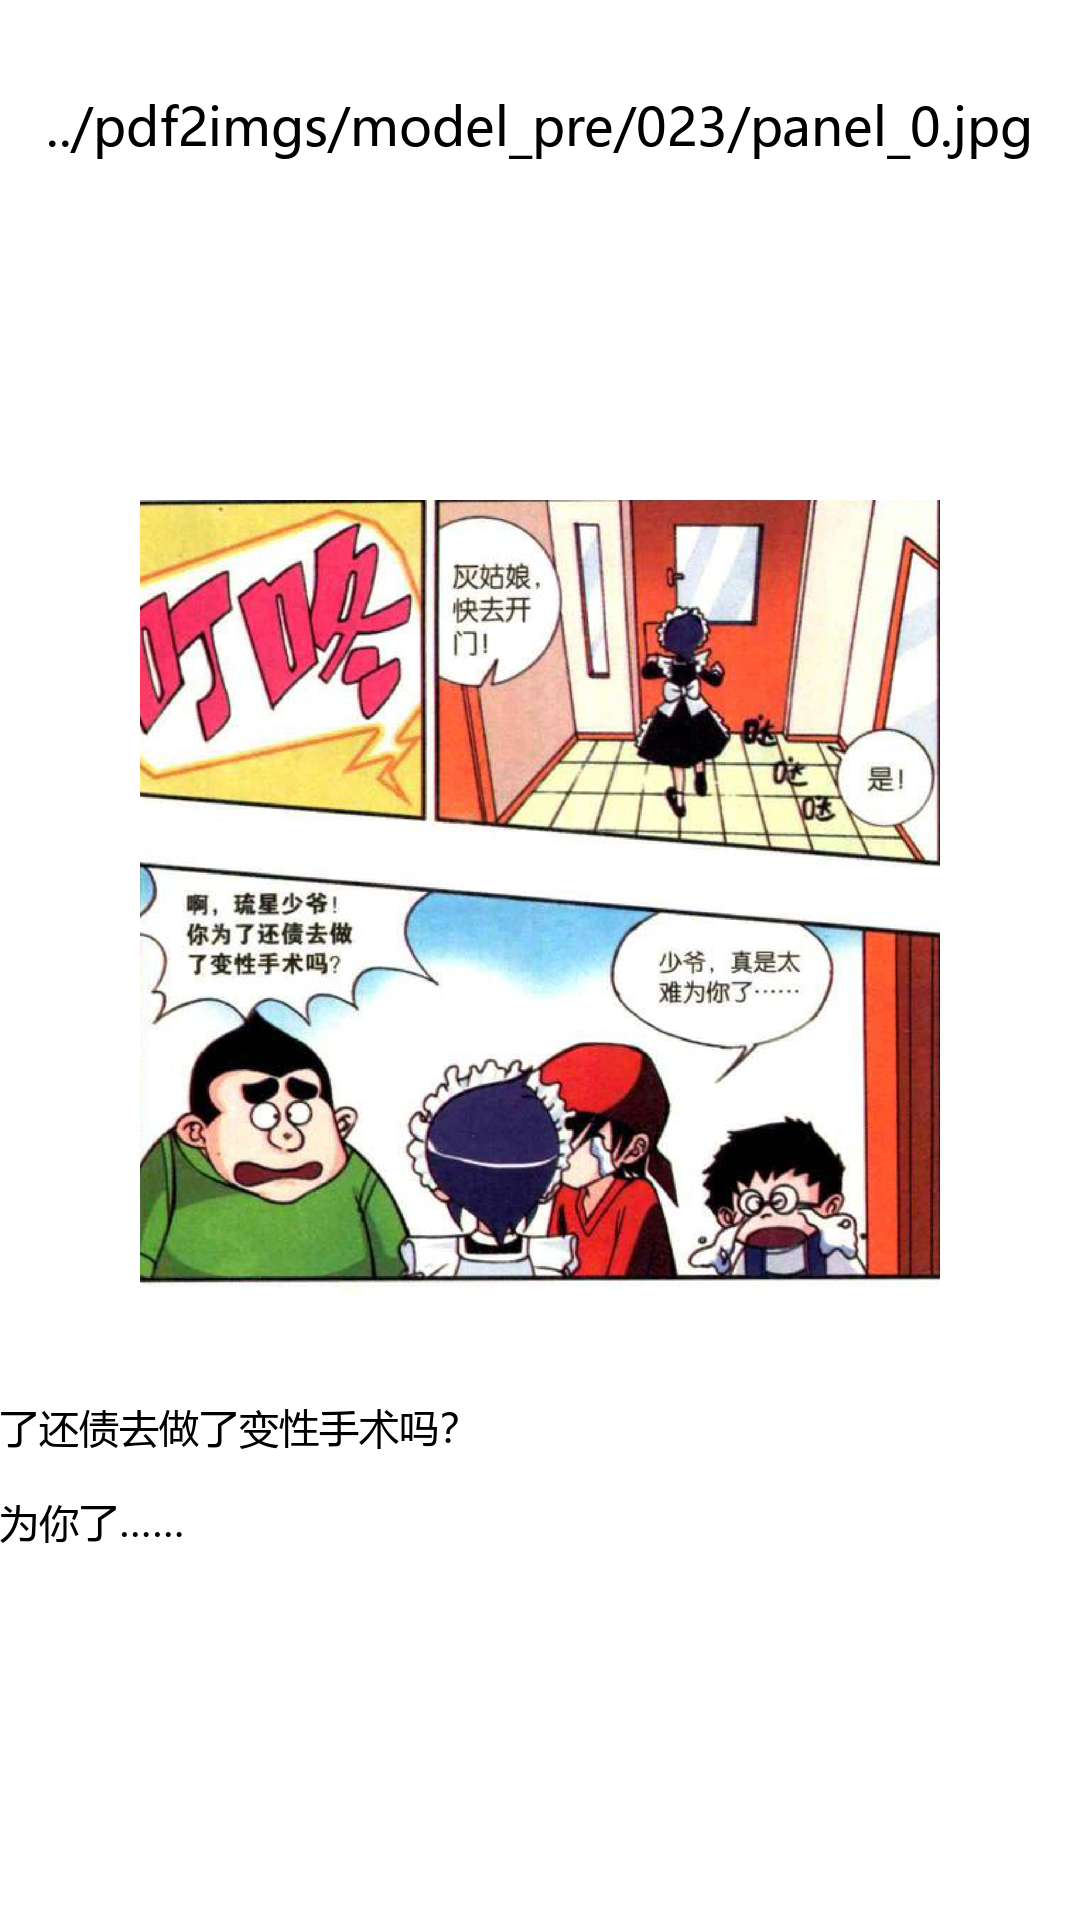 ../pdf2imgs/model_pre/023/panel_0.jpg
叮咚
灰姑娘，
快去开
门！
哒
哒
哒
是！
啊，琉星少爷！
你为了还债去做
了变性手术吗？
少爷，真是太
难为你了……
了还债去做了变性手术吗？
为你了……